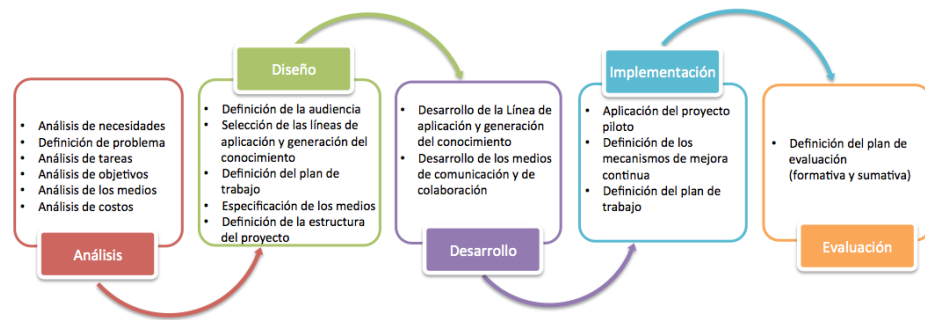 • Análisis de necesidades
• Definición de problema
• Análisis de tareas
• Análisis de objetivos
• Análisis de los medios
• Análisis de costos
Análisis
Diseño
• Definición de la audiencia
• Selección de las líneas de
aplicación y generación del
conocimiento
• Definición del plan de
trabajo
• Especificación de los medios
• Definición de la estructura
del proyecto
• Desarrollo de la Línea de
aplicación y generación del
conocimiento
• Desarrollo de los medios
de comunicación y de
colaboración
Desarrollo
Implementación
• Aplicación del proyecto
piloto
• Definición de los
mecanismos de mejora
continua
• Definición del plan de
trabajo
• Definición del plan de
evaluación
(formativa y sumativa)
Evaluación